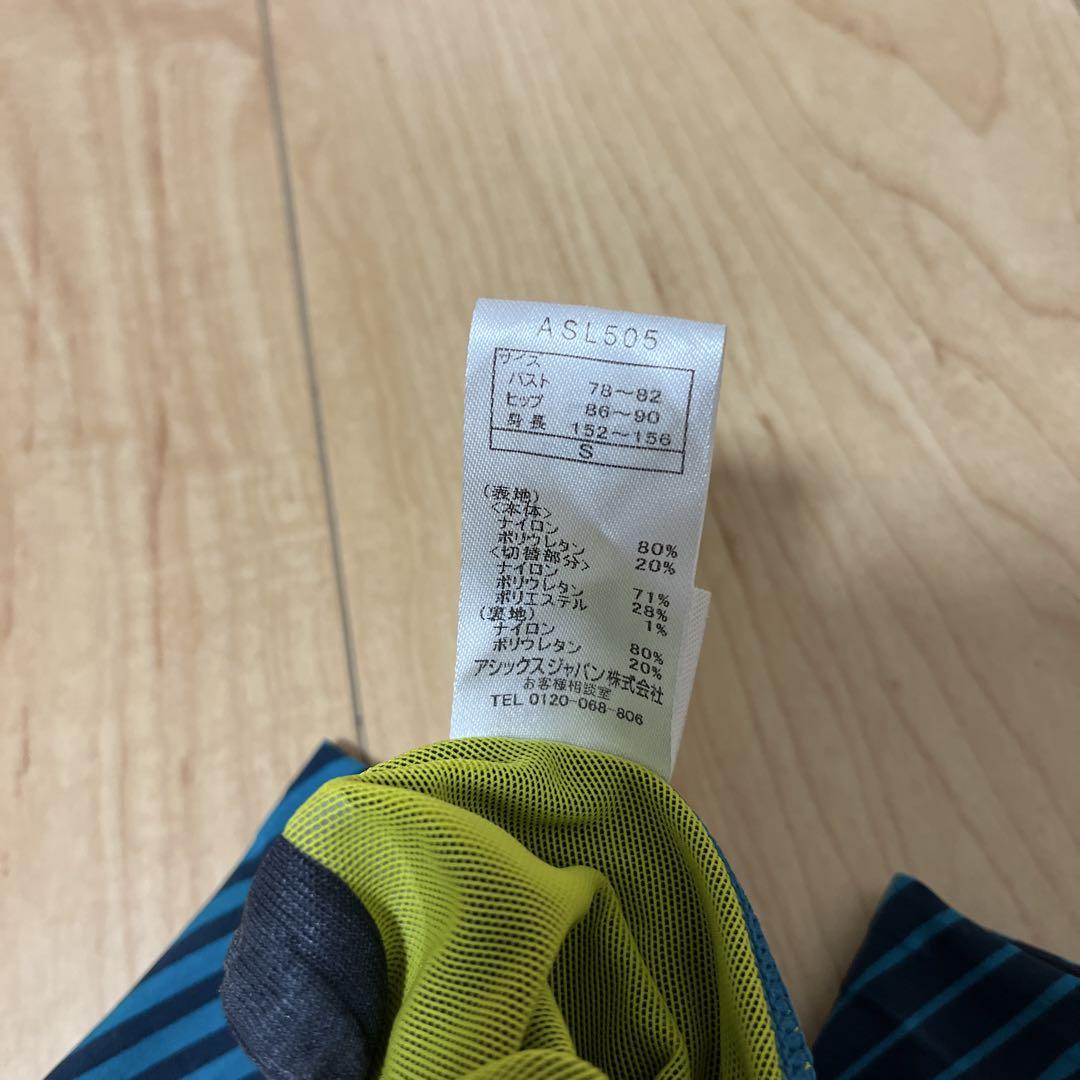 ASL505
サイズ
バスト 78~82
ヒップ 86~90
身長 152~156
S
(表地)
<本体>
ナイロン 80%
ポリウレタン 20%
<切替部分>
ナイロン 71%
ポリウレタン 28%
ポリエステル 1%
(裏地)
ナイロン 80%
ポリウレタン 20%
アシックスジャパン株式会社
お客様相談室
TEL 0120-068-806